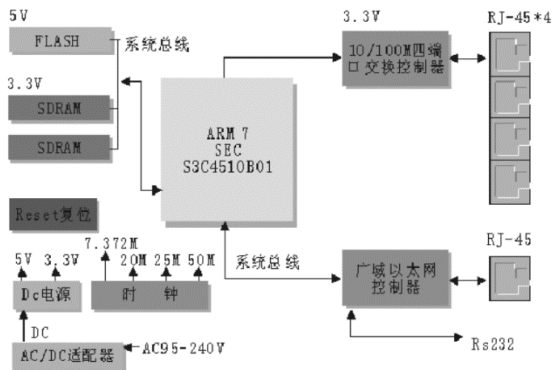 5V
FLASH
系统总线
3.3V
SDRAM
SDRAM
ARM 7
SEC
S3C4510B01
3.3V
10/100M四端
口交换控制器
RJ-45*4
Reset复位
7.372M
5V
3.3V
20M
25M
50M
Dc电源
时 钟
DC
AC/DC适配器
AC95-240V
系统总线
广域以太网
控制器
RJ-45
Rs232